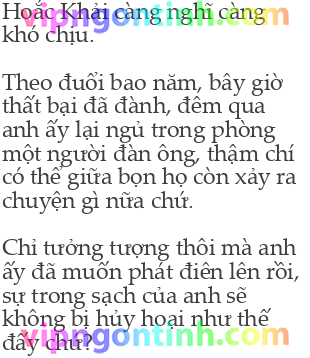 Hoắc Khải càng nghĩ càng
khó chịu.
vipngontinh.com
Theo đuổi bao năm, bây giờ
thất bại đã đành, đêm qua
anh ấy lại ngủ trong phòng
một người đàn ông, thậm chí
có thể giữa bọn họ còn xảy ra
chuyện gì nữa chứ.
Chỉ tưởng tượng thôi mà anh
ấy đã muốn phát điên lên rồi,
sự trong sạch của anh sẽ
không bị hủy hoại như thế
đấy chứ?
vipngontinh.com